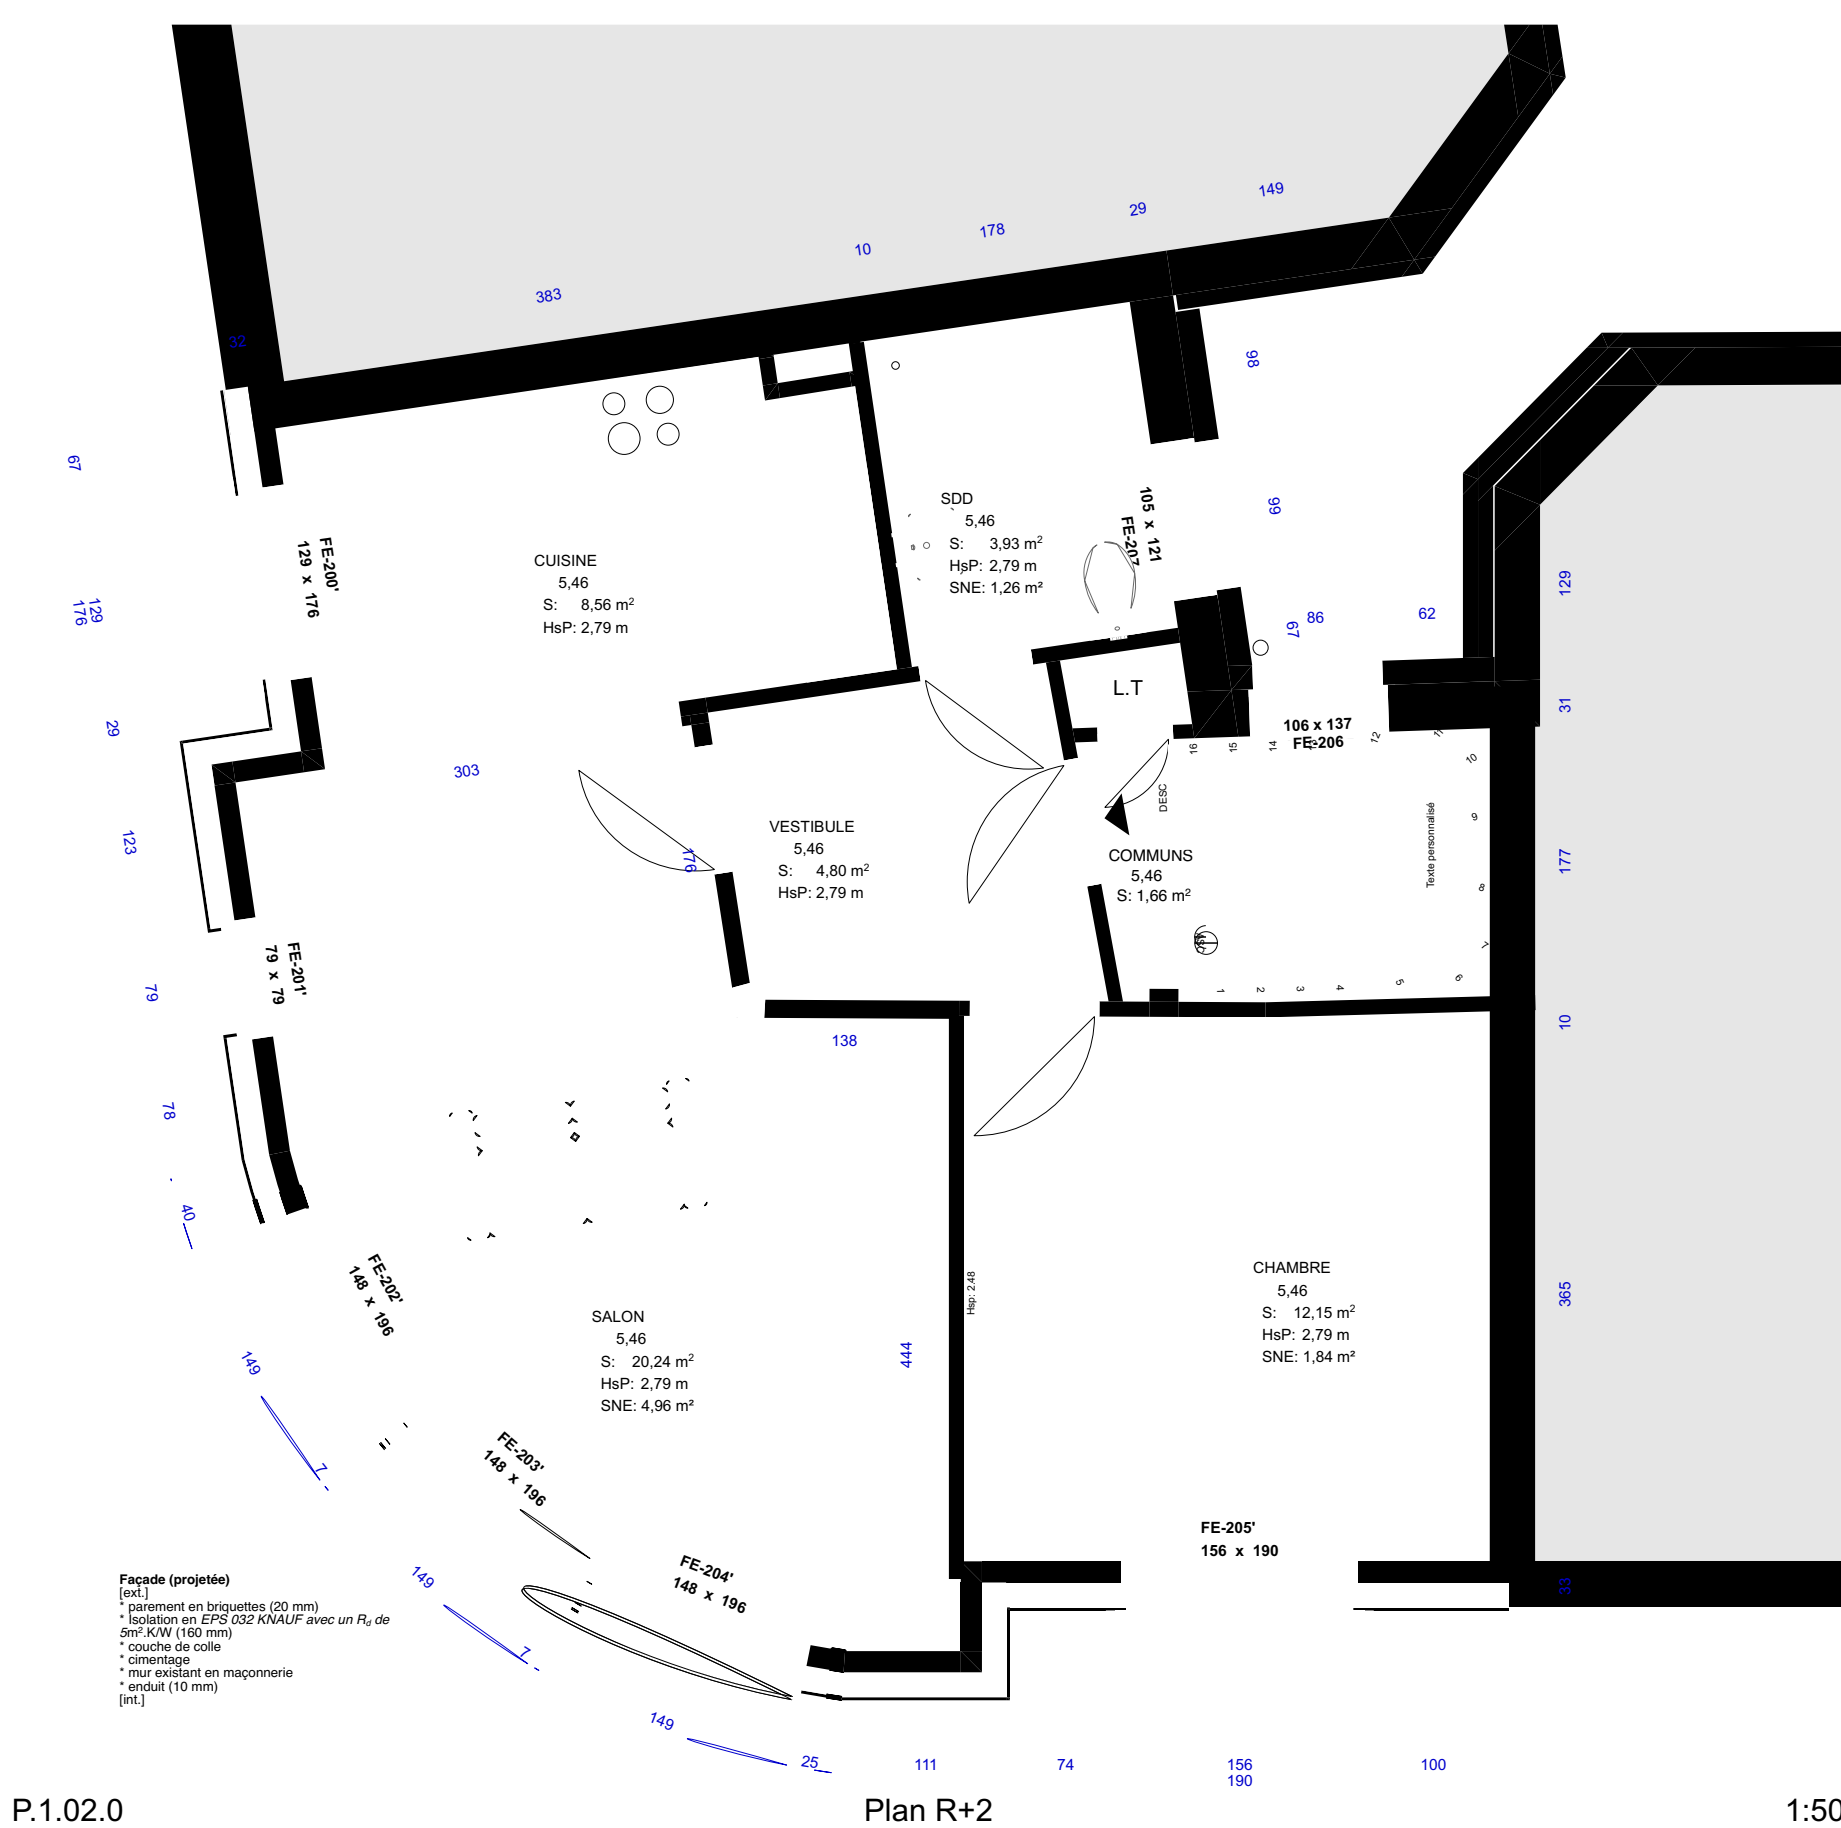 149
29
178
10
383
32
98
67
105 x 121
FE-207
SDD
5,46
S: 3,93 m²
HsP: 2,79 m
SNE: 1,26 m²
99
FE-200'
129 x 176
CUISINE
5,46
S: 8,56 m²
HsP: 2,79 m
129
176
129
67
86
62
L.T
31
106 x 137
FE-206
16
15
14
12
11
10
9
8
7
6
5
4
3
2
1
29
303
DESC
Texte personnalisé
123
VESTIBULE
5,46
S: 4,80 m²
HsP: 2,79 m
176
COMMUNS
5,46
S: 1,66 m²
177
FE-201'
79 x 79
79
10
138
78
40
FE-202'
148 x 196
Hsp: 2.48
CHAMBRE
5,46
S: 12,15 m²
HsP: 2,79 m
SNE: 1,84 m²
365
SALON
5,46
S: 20,24 m²
HsP: 2,79 m
SNE: 4,96 m²
444
149
7
FE-203'
148 x 196
FE-204'
148 x 196
FE-205'
156 x 190
33
149
7
Façade (projetée)
[ext.]
* parement en briquettes (20 mm)
* Isolation en EPS 032 KNAUF avec un Rd de
5m².K/W (160 mm)
* couche de colle
* cimentage
* mur existant en maçonnerie
* enduit (10 mm)
[int.]
149
25
111
74
156
190
100
P.1.02.0
Plan R+2
1:50